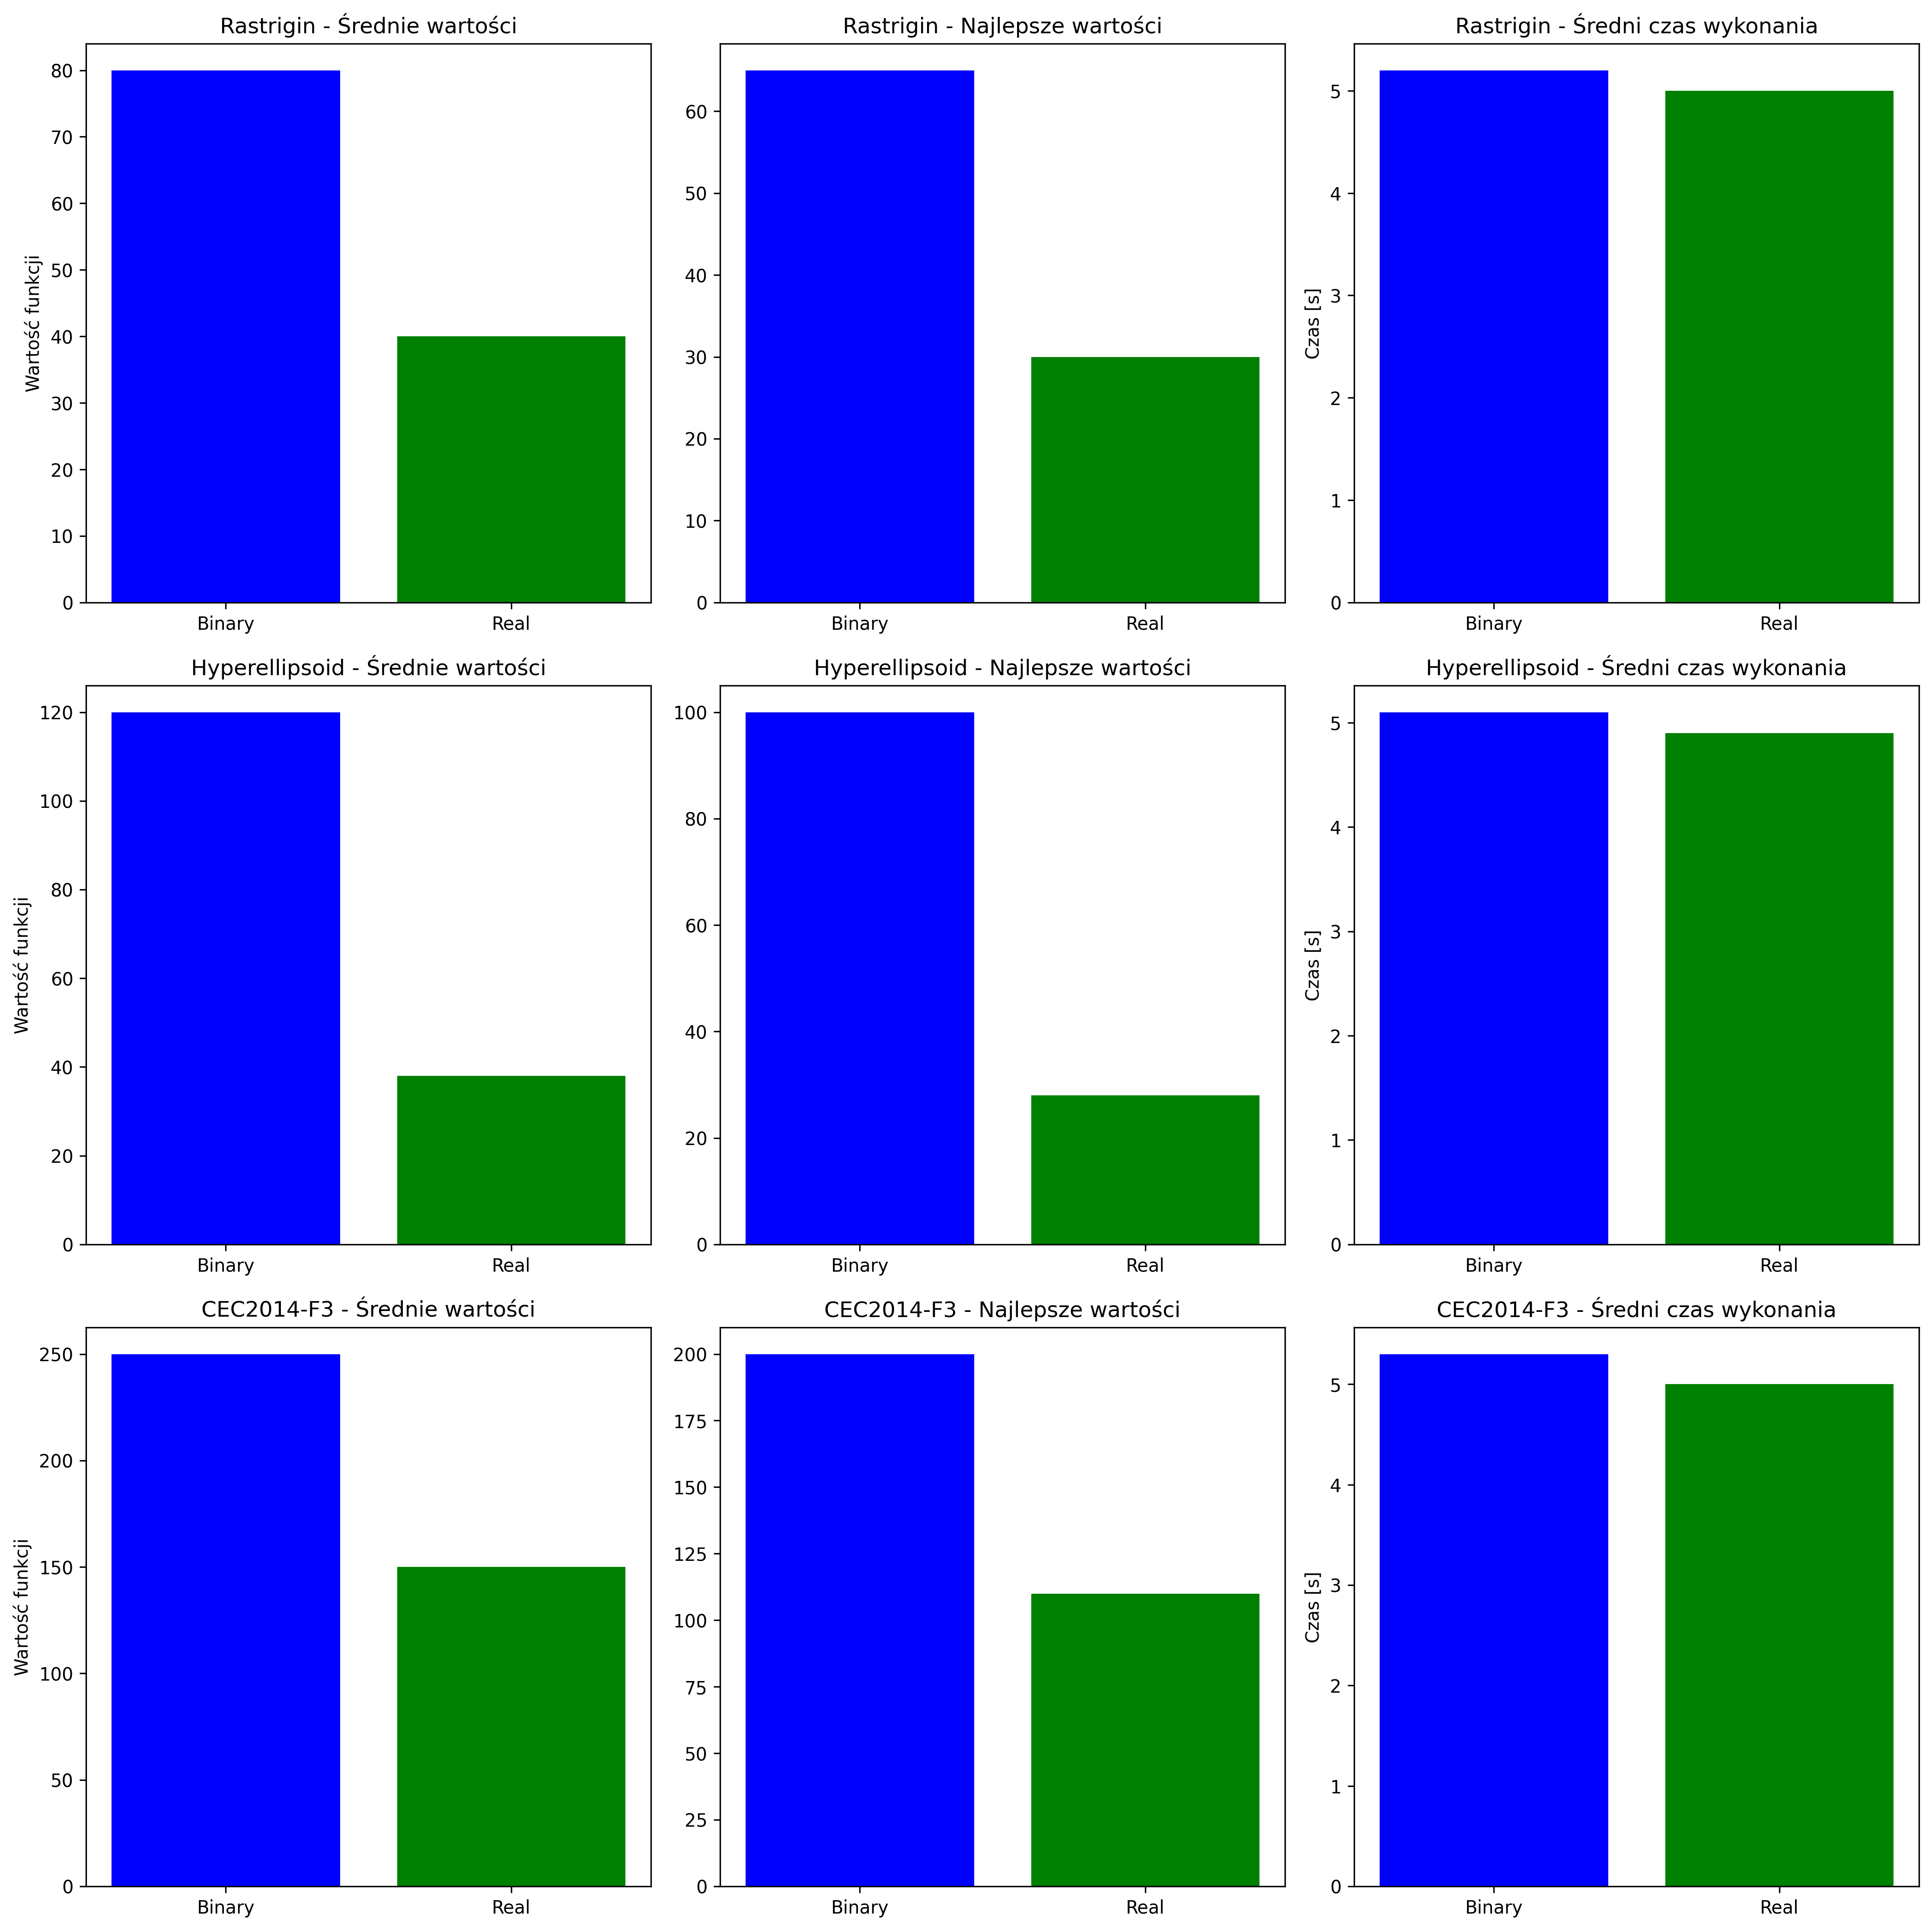 Rastrigin - Średnie wartości
Wartość funkcji
80
70
60
50
40
30
20
10
0
Binary Real
Rastrigin - Najlepsze wartości
60
50
40
30
20
10
0
Binary Real
Rastrigin - Średni czas wykonania
Czas [s]
5
4
3
2
1
0
Binary Real
Hyperellipsoid - Średnie wartości
Wartość funkcji
120
100
80
60
40
20
0
Binary Real
Hyperellipsoid - Najlepsze wartości
100
80
60
40
20
0
Binary Real
Hyperellipsoid - Średni czas wykonania
Czas [s]
5
4
3
2
1
0
Binary Real
CEC2014-F3 - Średnie wartości
Wartość funkcji
250
200
150
100
50
0
Binary Real
CEC2014-F3 - Najlepsze wartości
200
175
150
125
100
75
50
25
0
Binary Real
CEC2014-F3 - Średni czas wykonania
Czas [s]
5
4
3
2
1
0
Binary Real